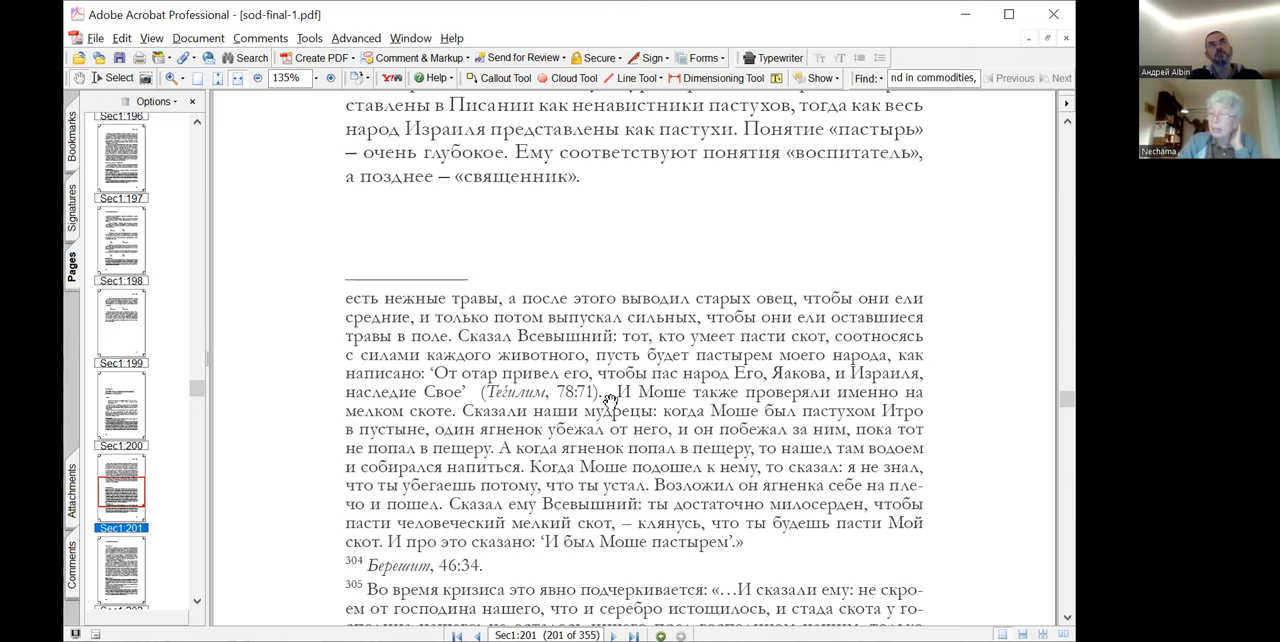 Adobe Acrobat Professional - [sod-final-1.pdf]
File Edit View Document Comments Tools Advanced Window Help
Search Create PDF Comment & Markup Send for Review Secure Sign Forms Typewriter
Select 135% Help Callout Tool Cloud Tool Line Tool Dimensioning Tool Show Find: nd in commodities, Previous Next
Options
Bookmarks
Signatures
Pages
Attachments
Comments
Sec1:196
Sec1:197
Sec1:198
Sec1:199
Sec1:200
Sec1:201
ставлены в Писании как ненавистники пастухов, тогда как весь
народ Израиля представлены как пастухи. Понятие «пастырь»
– очень глубокое. Ему соответствуют понятия «воспитатель»,
а позднее – «священник».
есть нежные травы, а после этого выводил старых овец, чтобы они ели
средние, и только потом выпускал сильных, чтобы они ели оставшиеся
травы в поле. Сказал Всевышний: тот, кто умеет пасти скот, соотносясь
с силами каждого животного, пусть будет пастырем моего народа, как
написано: ‘От отар привел его, чтобы пас народ Его, Яакова, и Израиля,
наследие Свое’ (Теѓилим, 78:71). И Моше также проверяли именно на
мелком скоте. Сказали наши мудрецы: когда Моше был пастухом Итро
в пустыне, один ягненок убежал от него, и он побежал за ним, пока тот
не попал в пещеру. А когда ягненок попал в пещеру, то нашел там водоем
и собирался напиться. Когда Моше подошел к нему, то сказал: я не знал,
что ты убегаешь потому, что ты устал. Возложил он ягненка себе на пле-
чо и пошел. Сказал ему Всевышний: ты достаточно милосерден, чтобы
пасти человеческий мелкий скот, – клянусь, что ты будешь пасти Мой
скот. И про это сказано: ‘И был Моше пастырем’.»
304 Берешит, 46:34.
305 Во время кризиса это явно подчеркивается: «…И сказали ему: не скро-
ем от господина нашего, что и серебро истощилось, и стада скота у го-
Sec1:201 (201 of 355)
Андрей Albin
Nechama